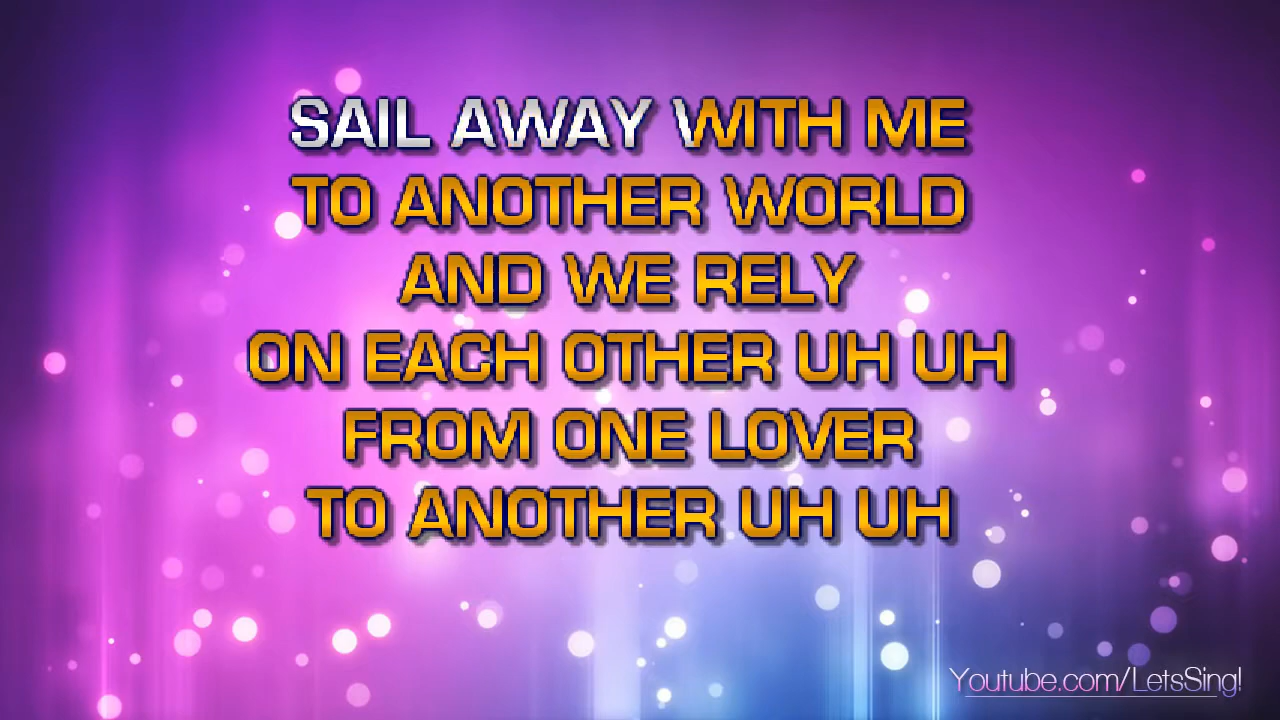 SAIL AWAY WITH ME
TO ANOTHER WORLD
AND WE RELY
ON EACH OTHER UH UH
FROM ONE LOVER
TO ANOTHER UH UH
Youtube.com/LetsSing!